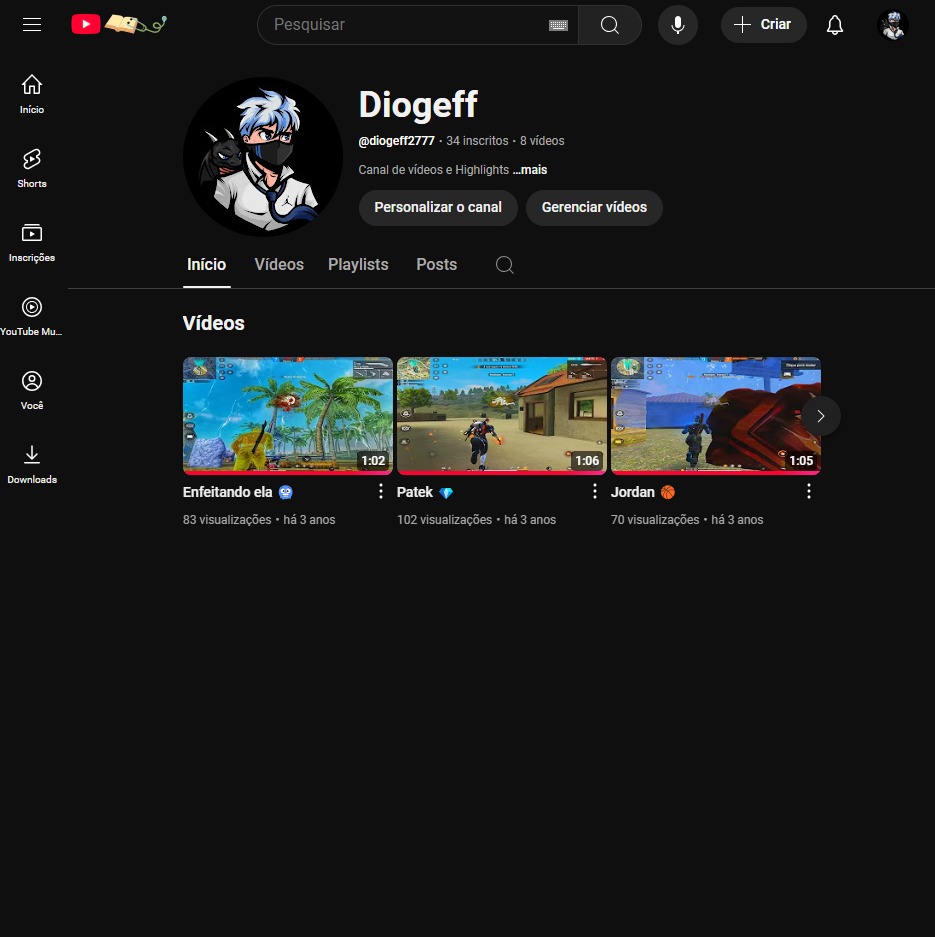 Pesquisar
Criar
Início
Shorts
Inscrições
YouTube Mu...
Você
Downloads
Diogeff
@diogeff2777 • 34 inscritos • 8 vídeos
Canal de vídeos e Highlights ...mais
Personalizar o canal
Gerenciar vídeos
Início
Vídeos
Playlists
Posts
Vídeos
1:02
1:06
1:05
Enfeitando ela 🥶
Patek 💎
Jordan 🏀
83 visualizações • há 3 anos
102 visualizações • há 3 anos
70 visualizações • há 3 anos